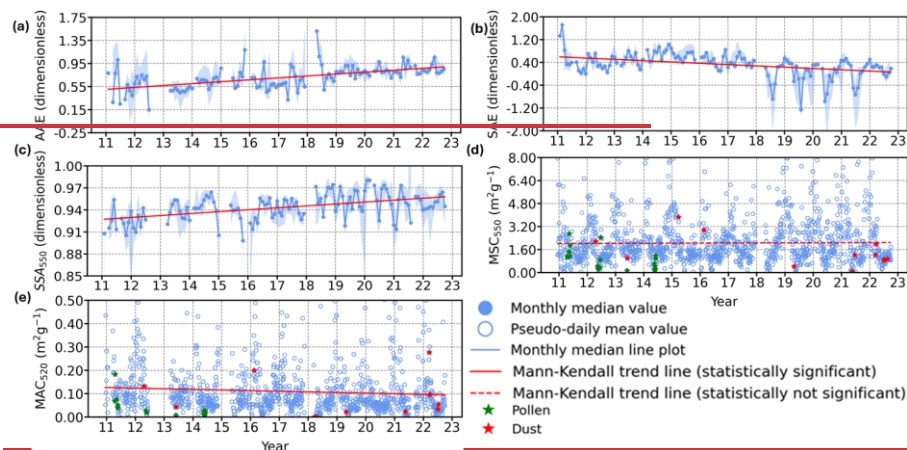 (a)
AAE (dimensionless)
1.75
1.35
0.95
0.55
0.15
-0.25
11 12 13 14 15 16 17 18 19 20 21 22 23
(b)
SAE (dimensionless)
2.00
1.20
0.40
-0.40
-1.20
-2.00
11 12 13 14 15 16 17 18 19 20 21 22 23
(c)
SSA550 (dimensionless)
1.00
0.97
0.94
0.91
0.88
0.85
11 12 13 14 15 16 17 18 19 20 21 22 23
(d)
MSC550 (m2g−1)
8.00
6.40
4.80
3.20
1.60
0.00
11 12 13 14 15 16 17 18 19 20 21 22 23
Year
(e)
MAC520 (m2g−1)
0.50
0.40
0.30
0.20
0.10
0.00
11 12 13 14 15 16 17 18 19 20 21 22 23
Year
Monthly median value
Pseudo-daily mean value
Monthly median line plot
Mann-Kendall trend line (statistically significant)
Mann-Kendall trend line (statistically not significant)
Pollen
Dust